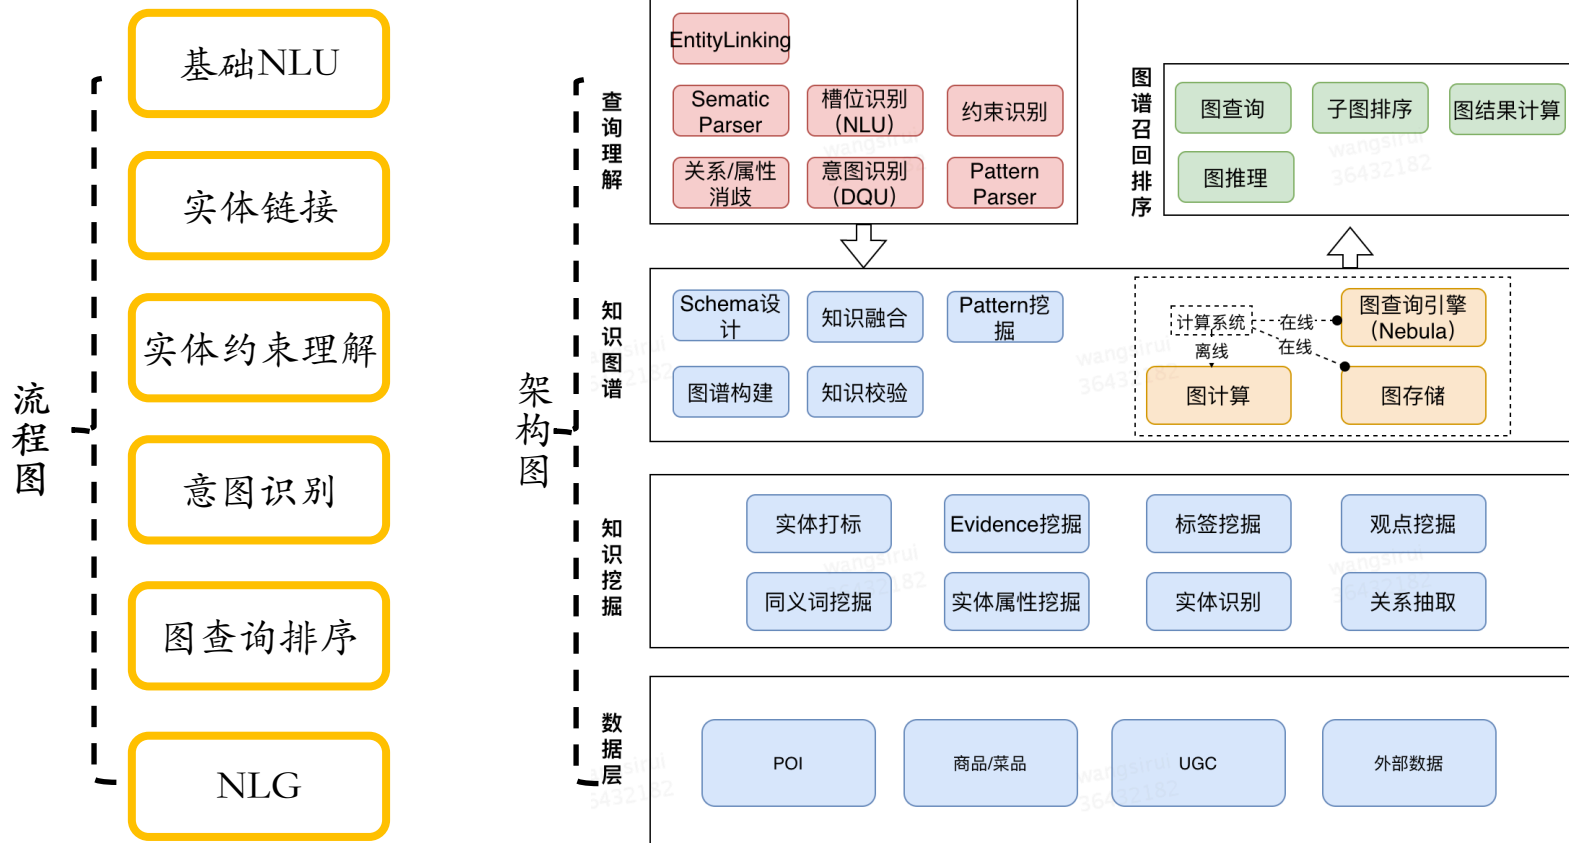 流程图
基础NLU
实体链接
实体约束理解
意图识别
图查询排序
NLG
架构图
查询理解
EntityLinking
Sematic
Parser
槽位识别
(NLU)
约束识别
关系/属性
消歧
意图识别
(DQU)
Pattern
Parser
图谱召回排序
图查询
子图排序
图结果计算
图推理
知识图谱
Schema设
计
知识融合
Pattern挖
掘
图谱构建
知识校验
计算系统
在线
在线
离线
图查询引擎
(Nebula)
图计算
图存储
知识挖掘
实体打标
Evidence挖掘
标签挖掘
观点挖掘
同义词挖掘
实体属性挖掘
实体识别
关系抽取
数据层
POI
商品/菜品
UGC
外部数据
wangsirui
36432182